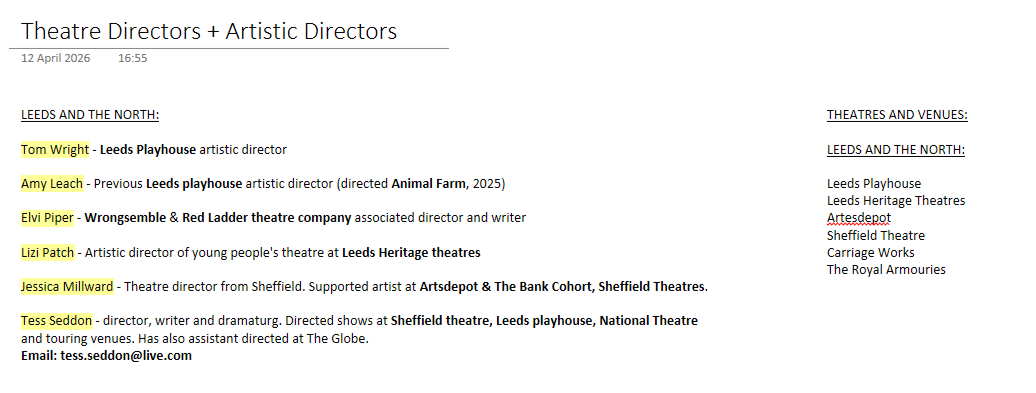 Theatre Directors + Artistic Directors
12 April 2026 16:55
LEEDS AND THE NORTH:
Tom Wright - Leeds Playhouse artistic director
Amy Leach - Previous Leeds playhouse artistic director (directed Animal Farm, 2025)
Elvi Piper - Wrongsemble & Red Ladder theatre company associated director and writer
Lizi Patch - Artistic director of young people's theatre at Leeds Heritage theatres
Jessica Millward - Theatre director from Sheffield. Supported artist at Artsdepot & The Bank Cohort, Sheffield Theatres.
Tess Seddon - director, writer and dramaturg. Directed shows at Sheffield theatre, Leeds playhouse, National Theatre
and touring venues. Has also assistant directed at The Globe.
Email: tess.seddon@live.com
THEATRES AND VENUES:
LEEDS AND THE NORTH:
Leeds Playhouse
Leeds Heritage Theatres
Artesdepot
Sheffield Theatre
Carriage Works
The Royal Armouries